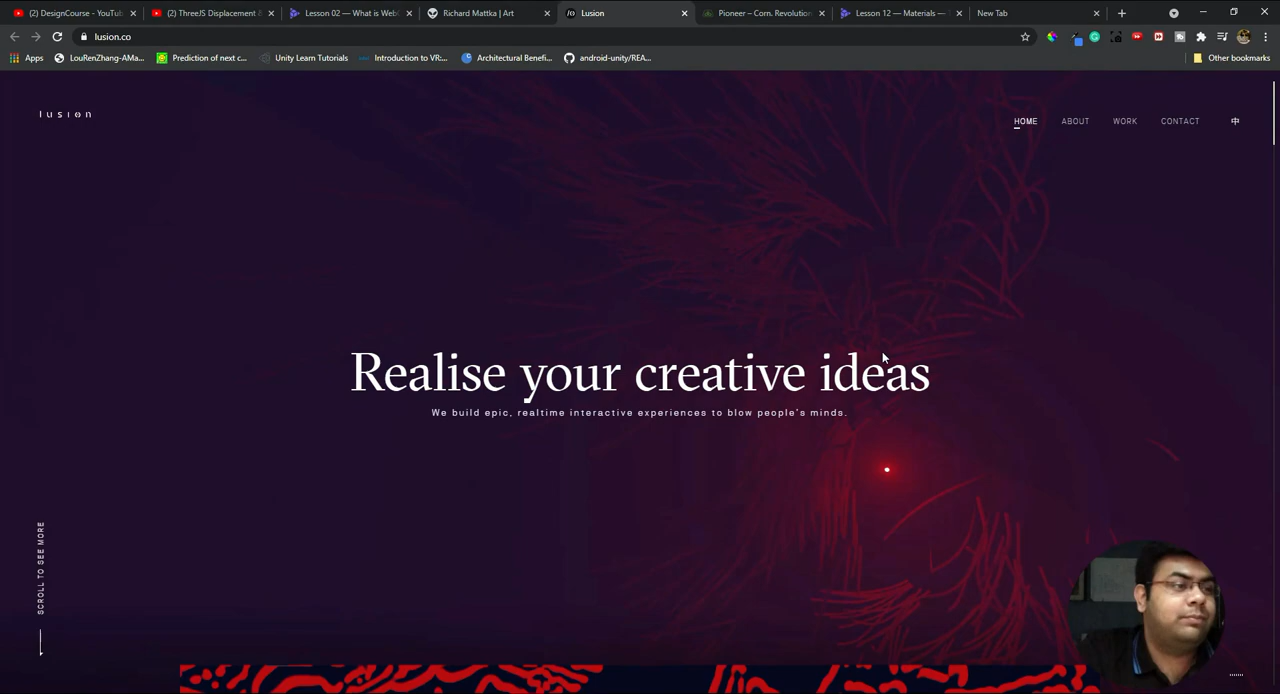 (2) DesignCourse - YouTub
(2) ThreeJS Displacement &
Lesson 02 — What is WebG
Richard Mattka | Art
Lusion
Pioneer – Corn. Revolution
Lesson 12 — Materials —
New Tab
lusion.co
Apps
LouRenZhang-AMa...
Prediction of next c...
Unity Learn Tutorials
Introduction to VR:...
Architectural Benefi...
android-unity/REA...
Other bookmarks
lusion
HOME
ABOUT
WORK
CONTACT
中
Realise your creative ideas
We build epic, realtime interactive experiences to blow people's minds.
SCROLL TO SEE MORE